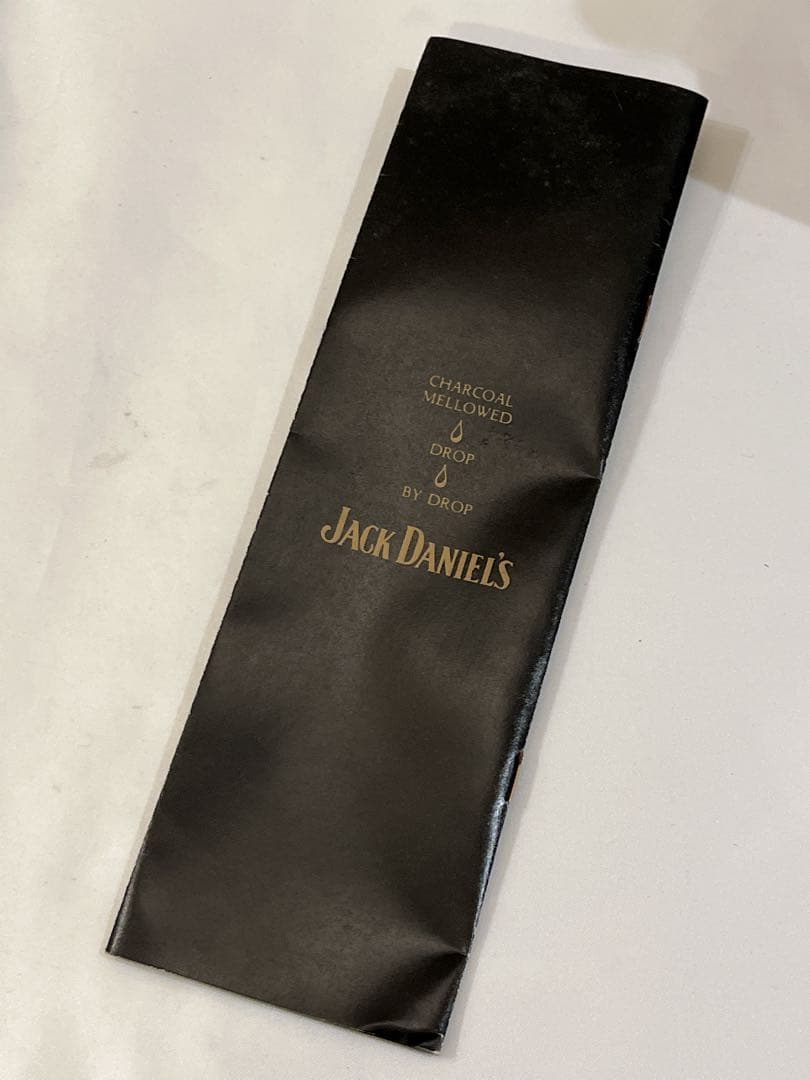 CHARCOAL
MELLOWED
DROP
BY DROP
JACK DANIEL'S